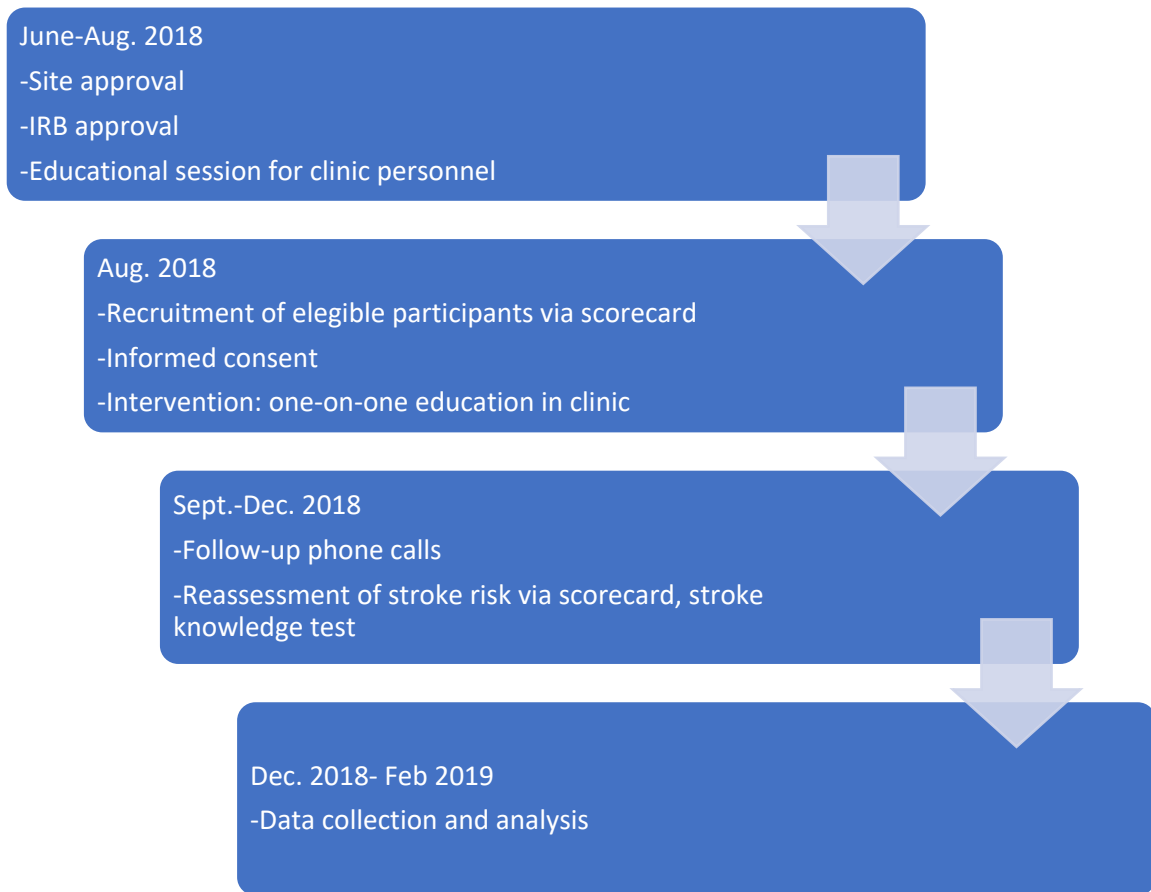 June-Aug. 2018
-Site approval
-IRB approval
-Educational session for clinic personnel
Aug. 2018
-Recruitment of elegible participants via scorecard
-Informed consent
-Intervention: one-on-one education in clinic
Sept.-Dec. 2018
-Follow-up phone calls
-Reassessment of stroke risk via scorecard, stroke
knowledge test
Dec. 2018- Feb 2019
-Data collection and analysis